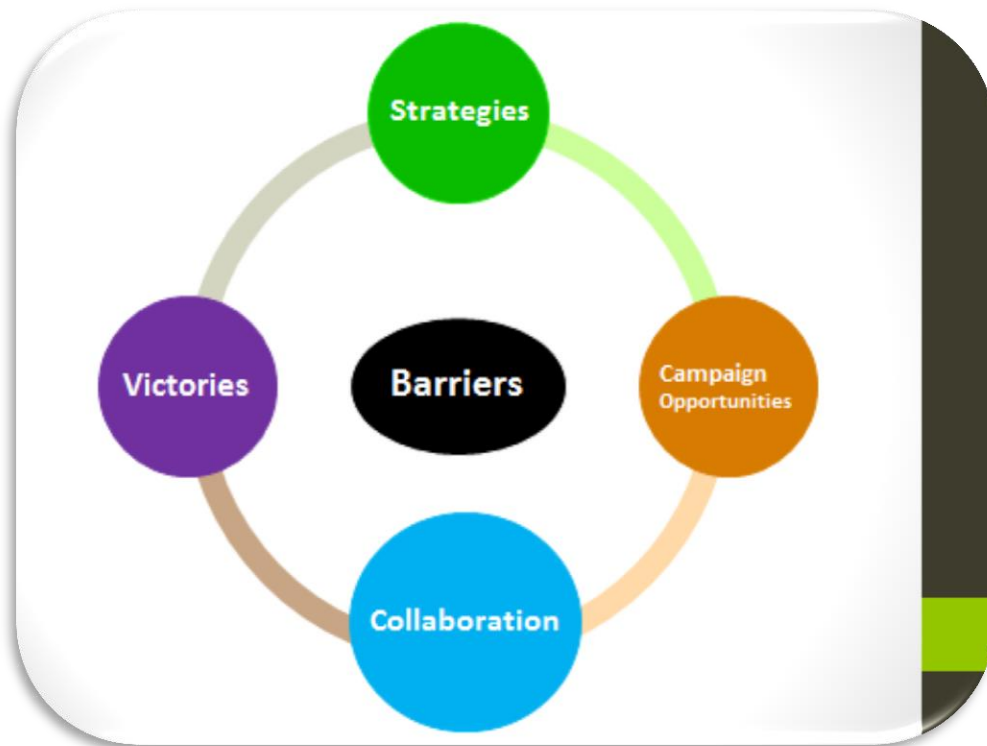 Strategies
Victories
Barriers
Campaign
Opportunities
Collaboration